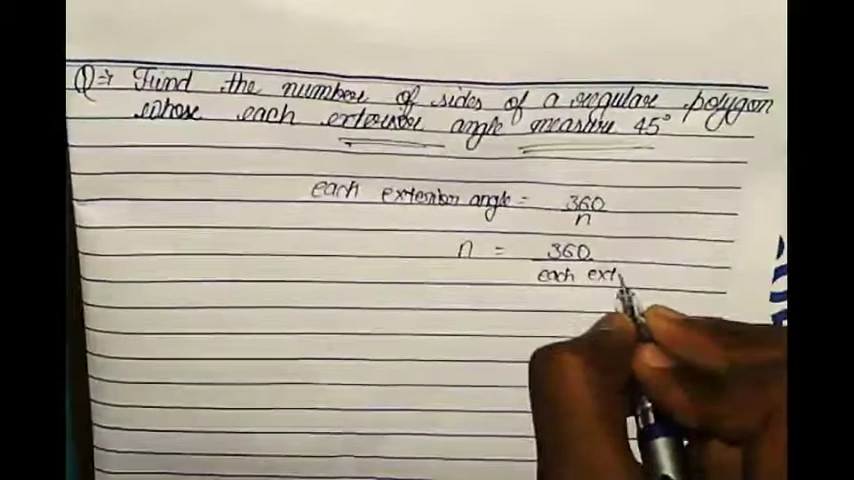 Q⇒ Find the number of sides of a regular polygon
whose each exterior angle measure 45°
each extension angle = 360/n
n = 360/each ext